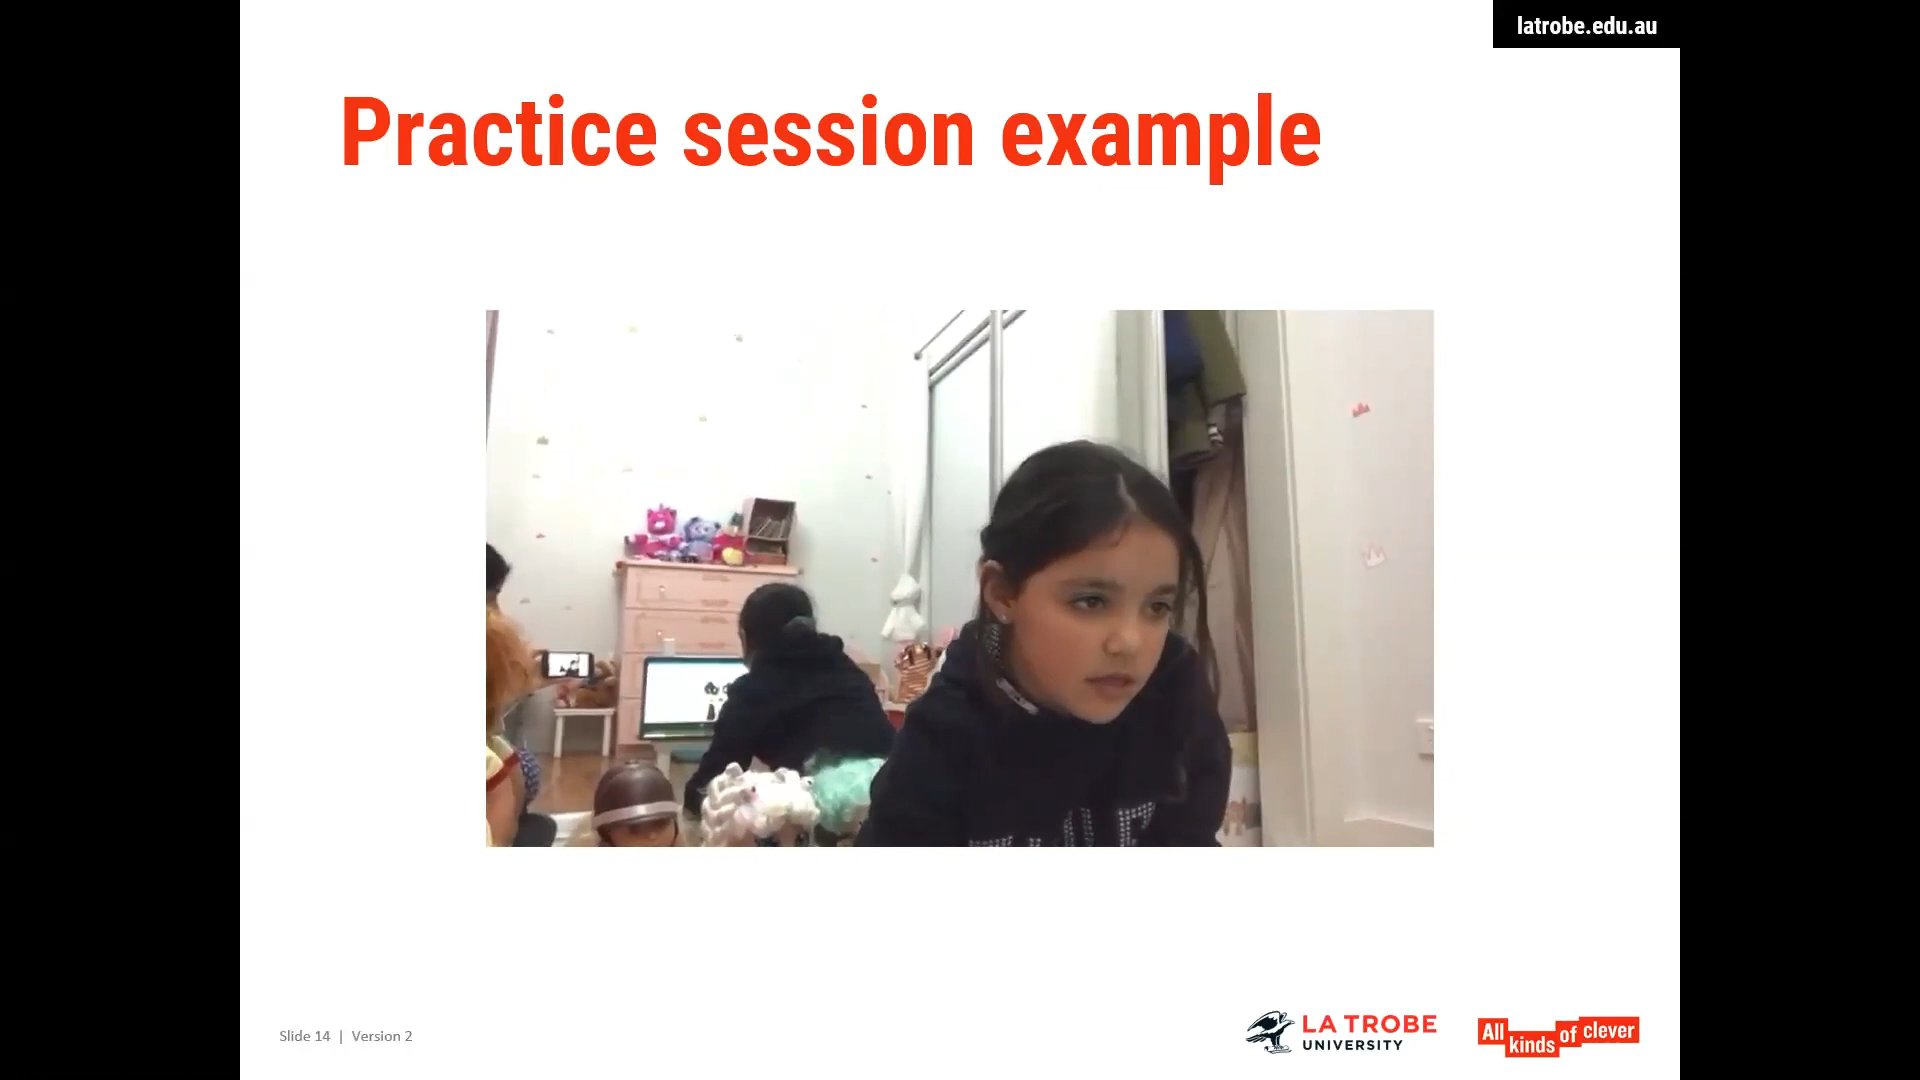 latrobe.edu.au
Practice session example
Slide 14 | Version 2
LA TROBE
UNIVERSITY
All kinds of clever